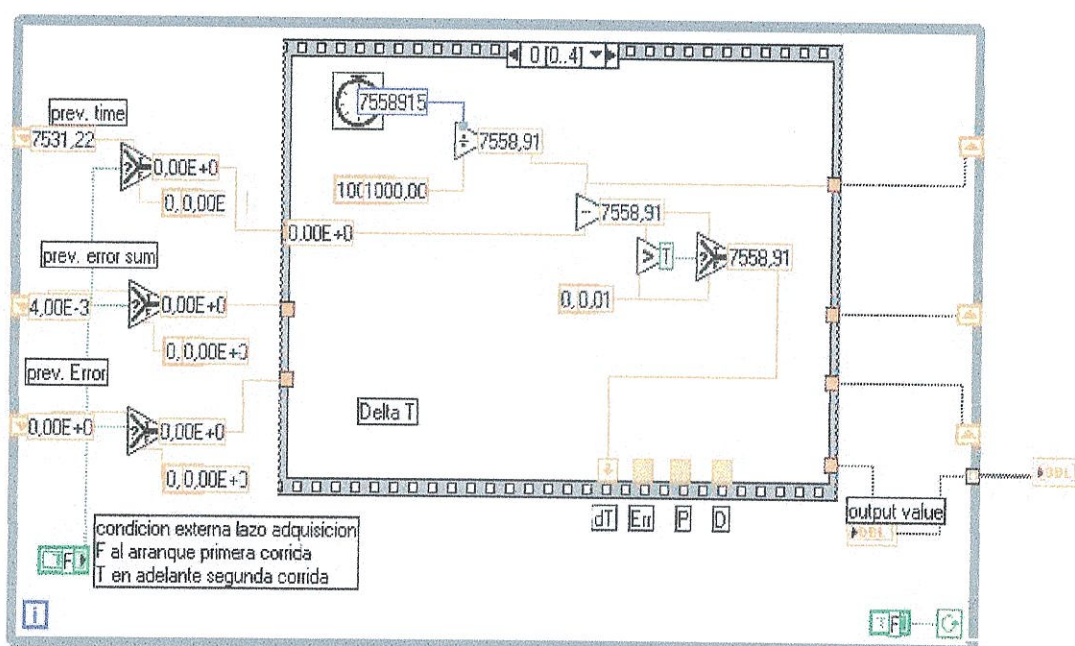 0 [0..4]
7558915
prev. time
7531,22
÷
7558,91
?
0,00E+0
1000,00
0, 0,00E
-
7558,91
0.00E+0
prev. error sum
>
T
?
7558,91
4,00E-3
?
0,00E+0
0, 0,01
0, 0,00E+0
prev. Error
0,00E+0
?
0,00E+0
Delta T
0, 0,00E+0
DBL
dT
Err
P
D
output value
DBL
condicion externa lazo adquisicion
F al arranque primera corrida
T en adelante segunda corrida
F
i
F